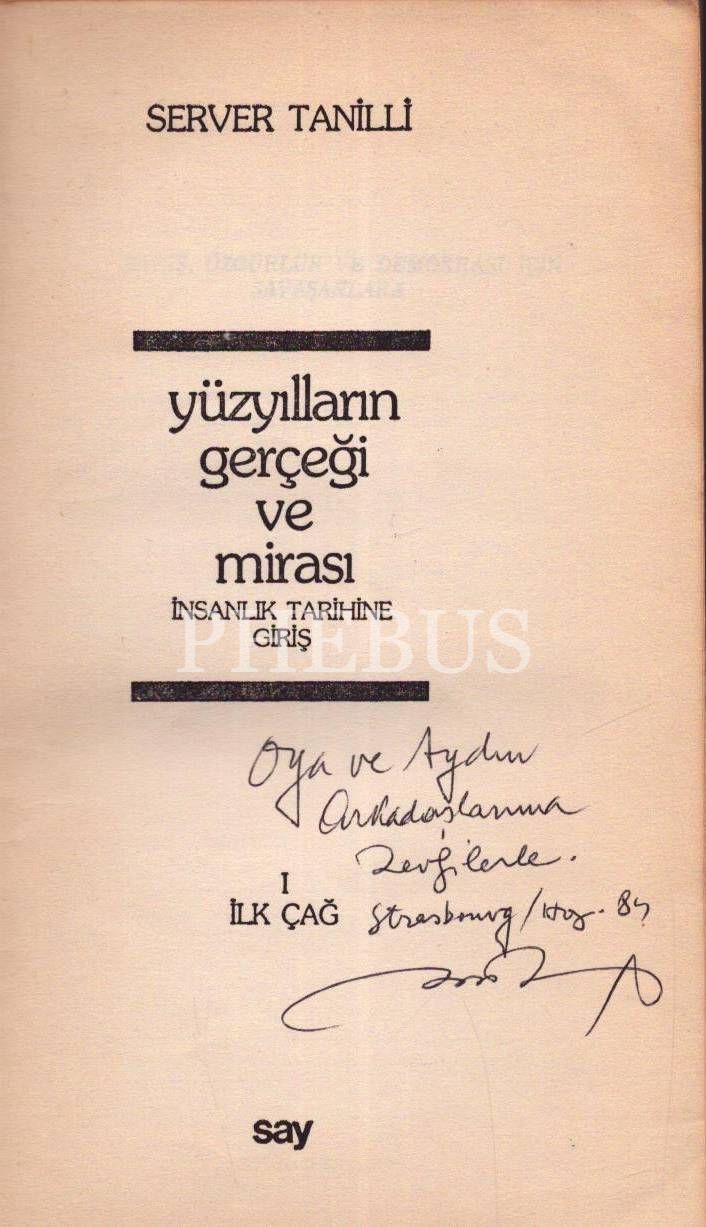 SERVER TANİLLİ
yüzyılların
gerçeği
ve
mirası
İNSANLIK TARİHİNE
GİRİŞ
PHEBUS
Oya ve Aydın
Arkadaşlarıma
Sevgilerle.
I
İLK ÇAĞ
Strasbourg / Haz. 84
say